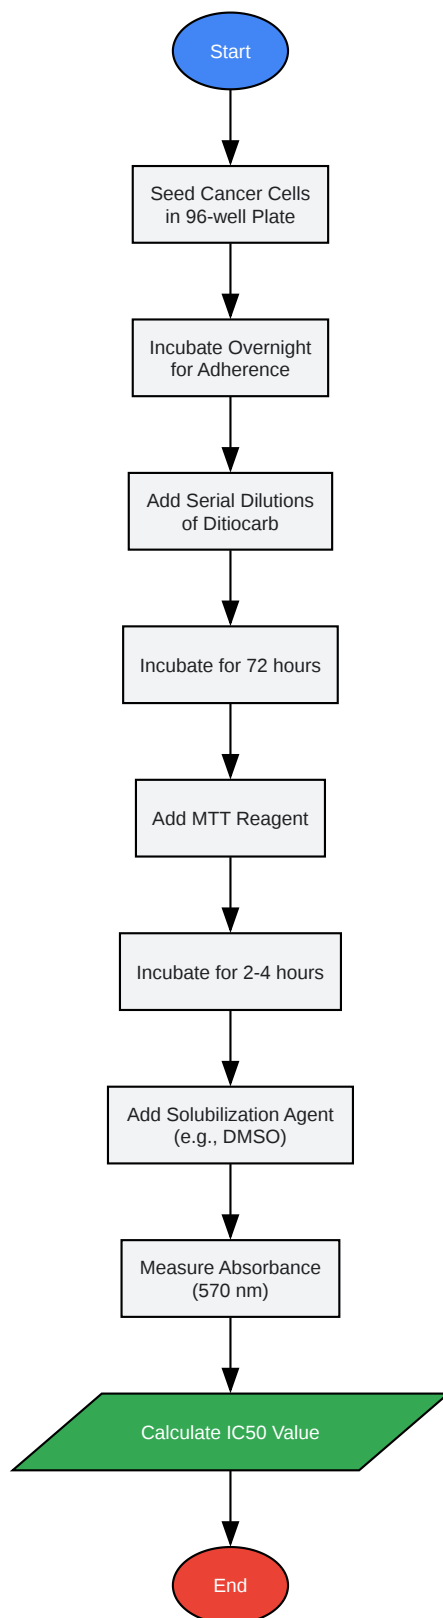 Start
Seed Cancer Cells
in 96-well Plate
Incubate Overnight
for Adherence
Add Serial Dilutions
of Ditiocarb
Incubate for 72 hours
Add MTT Reagent
Incubate for 2-4 hours
Add Solubilization Agent
(e.g., DMSO)
Measure Absorbance
(570 nm)
Calculate IC50 Value
End